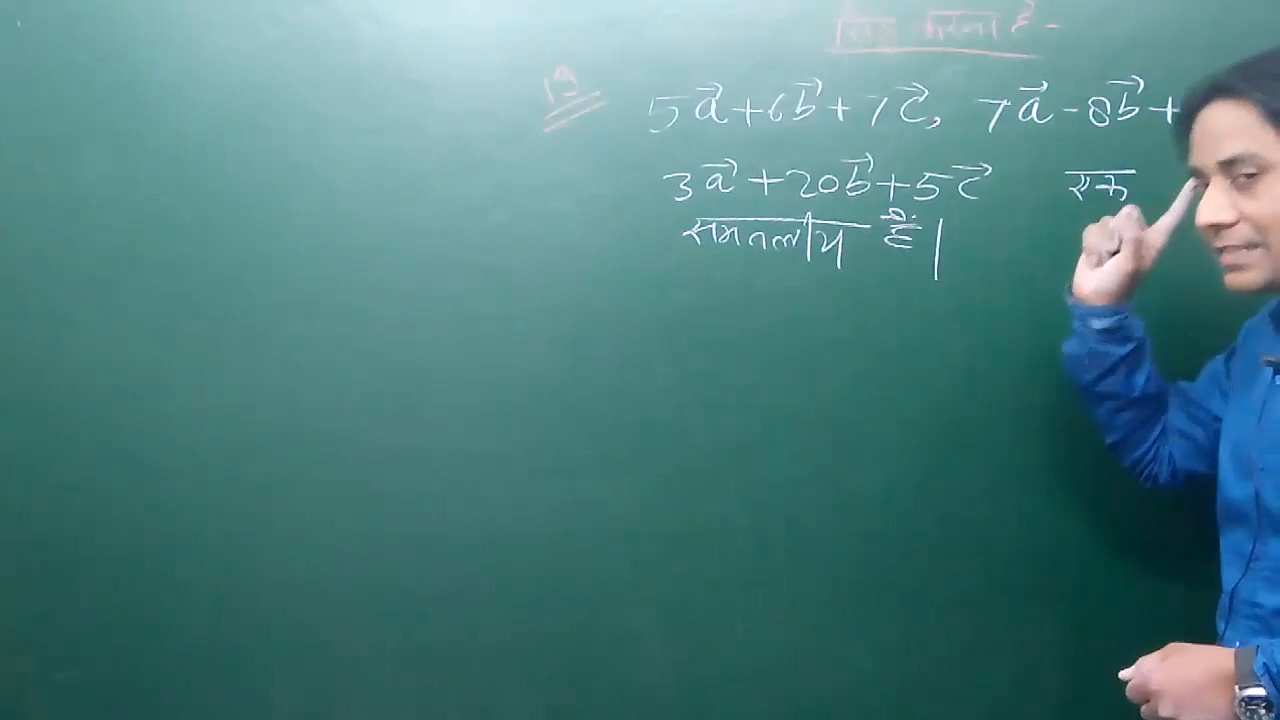 है -
5a⃗ + 6b⃗ + 7c⃗, 7a⃗ - 8b⃗ +
3a⃗ + 20b⃗ + 5c⃗ एक
समतलीय है।